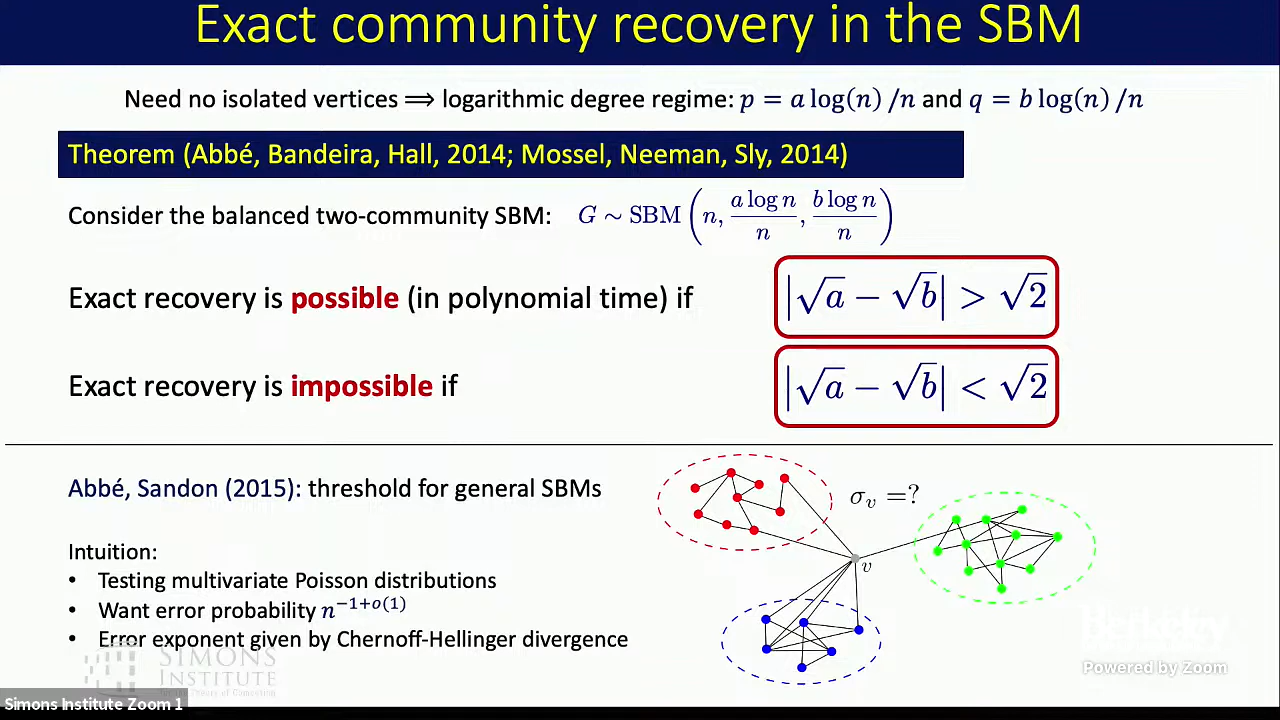 Exact community recovery in the SBM
Need no isolated vertices ⟹ logarithmic degree regime: p = a log(n) /n and q = b log(n) /n
Theorem (Abbé, Bandeira, Hall, 2014; Mossel, Neeman, Sly, 2014)
Consider the balanced two-community SBM: G ∼ SBM (n, a log n / n, b log n / n)
Exact recovery is possible (in polynomial time) if |√a − √b| > √2
Exact recovery is impossible if |√a − √b| < √2
Abbé, Sandon (2015): threshold for general SBMs
σ_v =?
v
Intuition:
• Testing multivariate Poisson distributions
• Want error probability n^{−1+o(1)}
• Error exponent given by Chernoff-Hellinger divergence
Berkeley
Powered by Zoom
SIMONS
INSTITUTE
Simons Institute Zoom 1